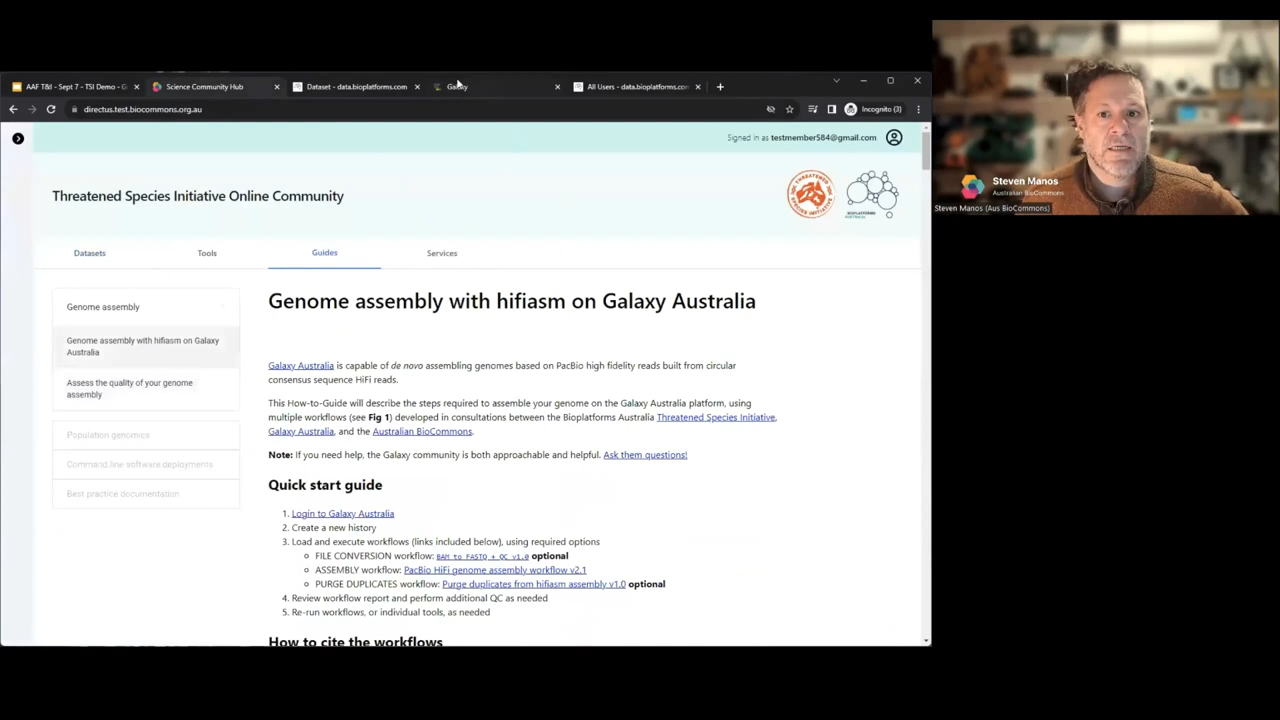 AAF T&I - Sept 7 - TSI Demo - G
Science Community Hub
Dataset - data.bioplatforms.com
Galaxy
All Users - data.bioplatforms.com
directus.test.biocommons.org.au
Incognito (3)
Signed in as testmember584@gmail.com
Threatened Species Initiative Online Community
THREATENED SPECIES INITIATIVE
BIOPLATFORMS
AUSTRALIA
Datasets
Tools
Guides
Services
Genome assembly
Genome assembly with hifiasm on Galaxy
Australia
Assess the quality of your genome
assembly
Population genomics
Command line software deployments
Best practice documentation
Genome assembly with hifiasm on Galaxy Australia
Galaxy Australia is capable of de novo assembling genomes based on PacBio high fidelity reads built from circular
consensus sequence HiFi reads.
This How-to-Guide will describe the steps required to assemble your genome on the Galaxy Australia platform, using
multiple workflows (see Fig 1) developed in consultations between the Bioplatforms Australia Threatened Species Initiative,
Galaxy Australia, and the Australian BioCommons.
Note: If you need help, the Galaxy community is both approachable and helpful. Ask them questions!
Quick start guide
1. Login to Galaxy Australia
2. Create a new history
3. Load and execute workflows (links included below), using required options
FILE CONVERSION workflow: BAM to FASTQ + QC v1.0 optional
ASSEMBLY workflow: PacBio HiFi genome assembly workflow v2.1
PURGE DUPLICATES workflow: Purge duplicates from hifiasm assembly v1.0 optional
4. Review workflow report and perform additional QC as needed
5. Re-run workflows, or individual tools, as needed
How to cite the workflows
Steven Manos
Australian BioCommons
Steven Manos (Aus BioCommons)